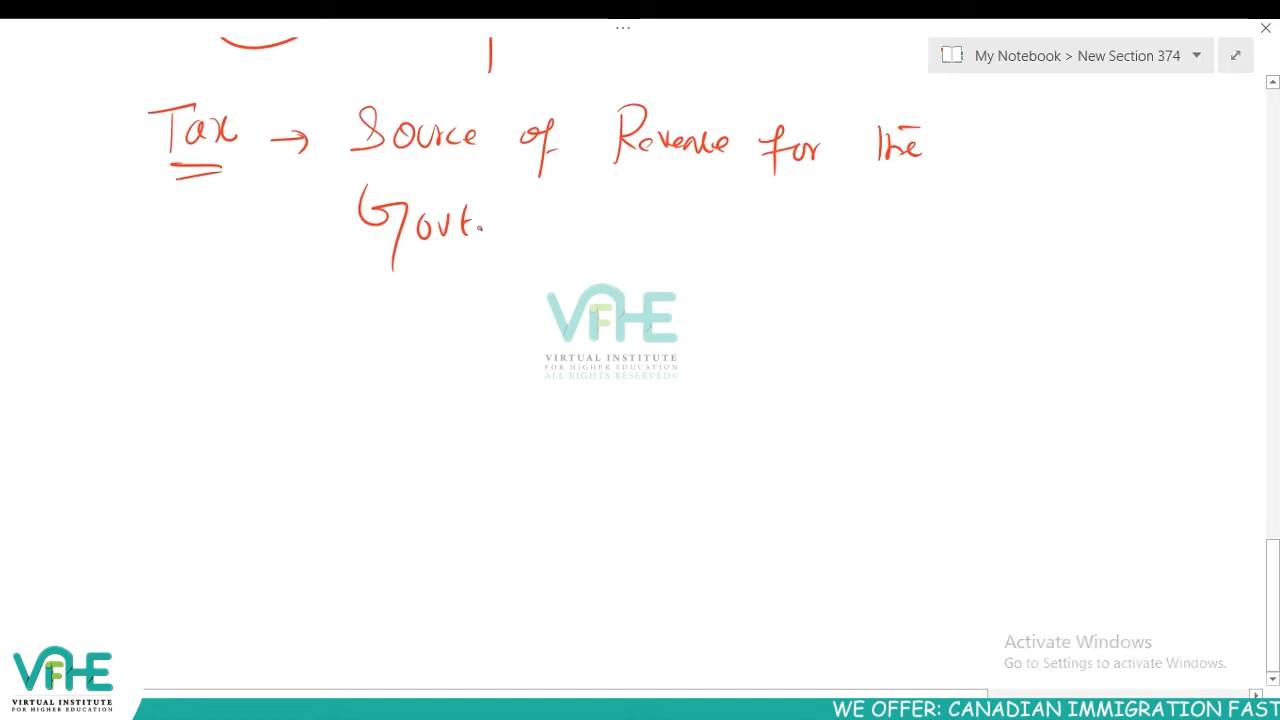 My Notebook > New Section 374
Tax → Source of Revenue for the
Govt.
VFHE
VIRTUAL INSTITUTE
FOR HIGHER EDUCATION
ALL RIGHTS RESERVED©
Activate Windows
Go to Settings to activate Windows.
VFHE
VIRTUAL INSTITUTE
FOR HIGHER EDUCATION
WE OFFER: CANADIAN IMMIGRATION FAST